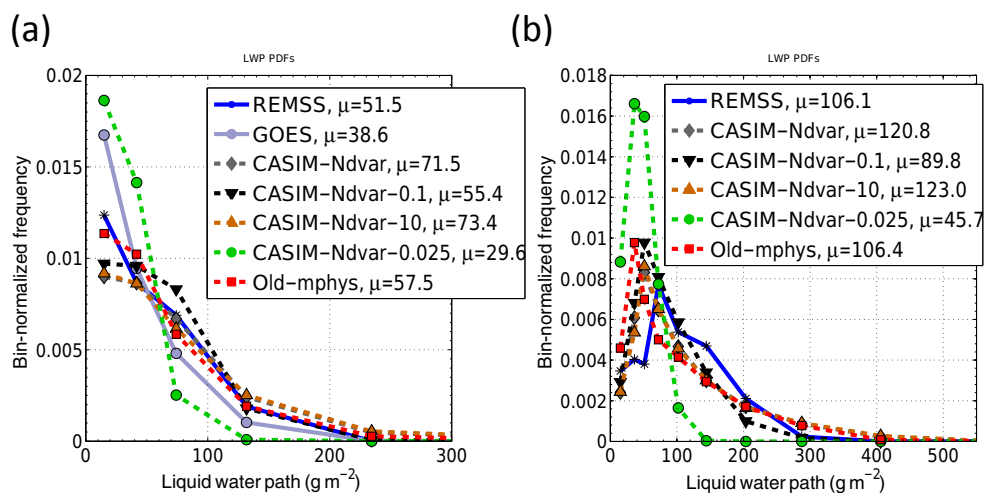 (a)
LWP PDFs
Bin-normalized frequency
0.02
0.015
0.01
0.005
0
0
100
200
300
Liquid water path (g m−2)
REMSS, μ=51.5
GOES, μ=38.6
CASIM−Ndvar, μ=71.5
CASIM−Ndvar−0.1, μ=55.4
CASIM−Ndvar−10, μ=73.4
CASIM−Ndvar−0.025, μ=29.6
Old−mphys, μ=57.5
(b)
LWP PDFs
Bin-normalized frequency
0.018
0.016
0.014
0.012
0.01
0.008
0.006
0.004
0.002
0
0
100
200
300
400
500
Liquid water path (g m−2)
REMSS, μ=106.1
CASIM−Ndvar, μ=120.8
CASIM−Ndvar−0.1, μ=89.8
CASIM−Ndvar−10, μ=123.0
CASIM−Ndvar−0.025, μ=45.7
Old−mphys, μ=106.4